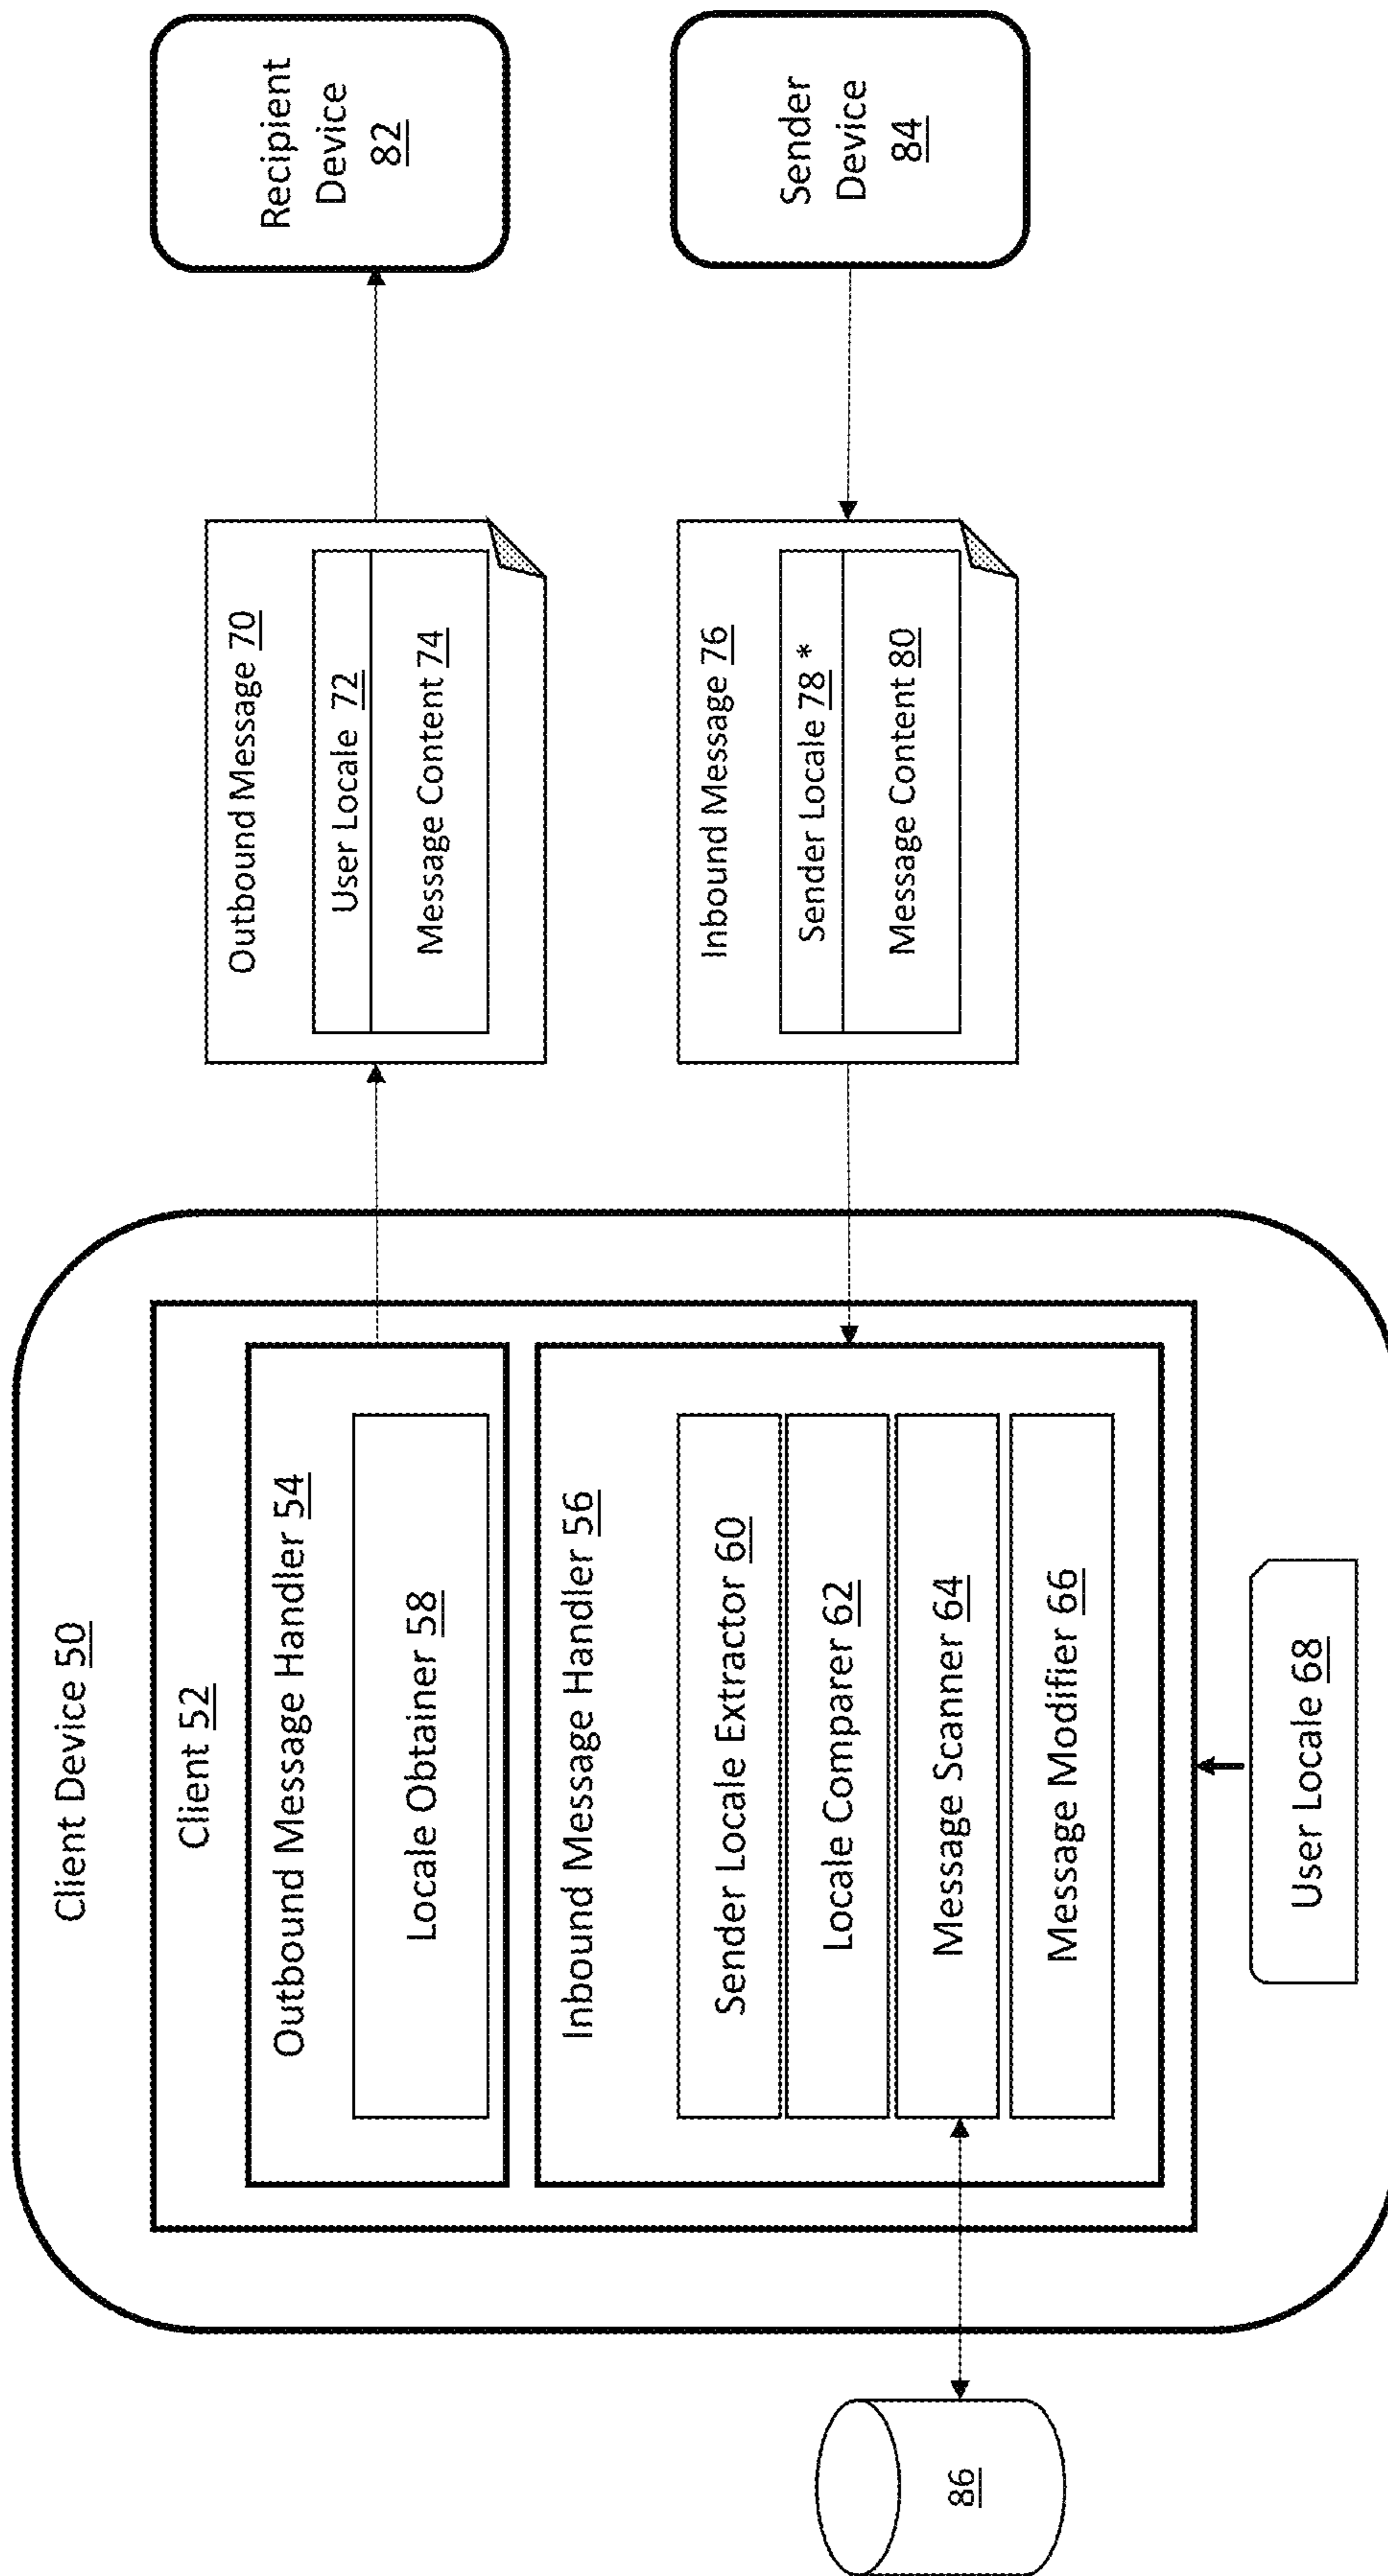 Client Device 50
Client 52
Outbound Message Handler 54
Locale Obtainer 58
Inbound Message Handler 56
Sender Locale Extractor 60
Locale Comparer 62
Message Scanner 64
Message Modifier 66
User Locale 68
86
Outbound Message 70
User Locale 72
Message Content 74
Inbound Message 76
Sender Locale 78 *
Message Content 80
Recipient
Device
82
Sender
Device
84